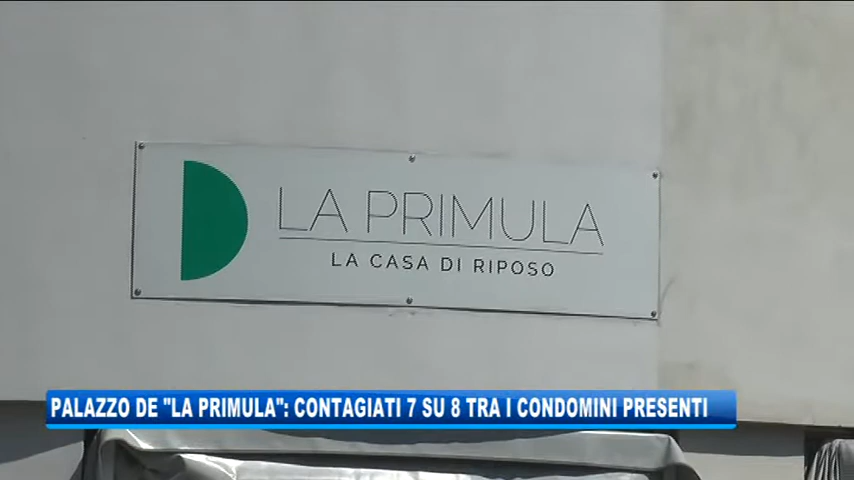 LA PRIMULA
LA CASA DI RIPOSO
PALAZZO DE "LA PRIMULA": CONTAGIATI 7 SU 8 TRA I CONDOMINI PRESENTI